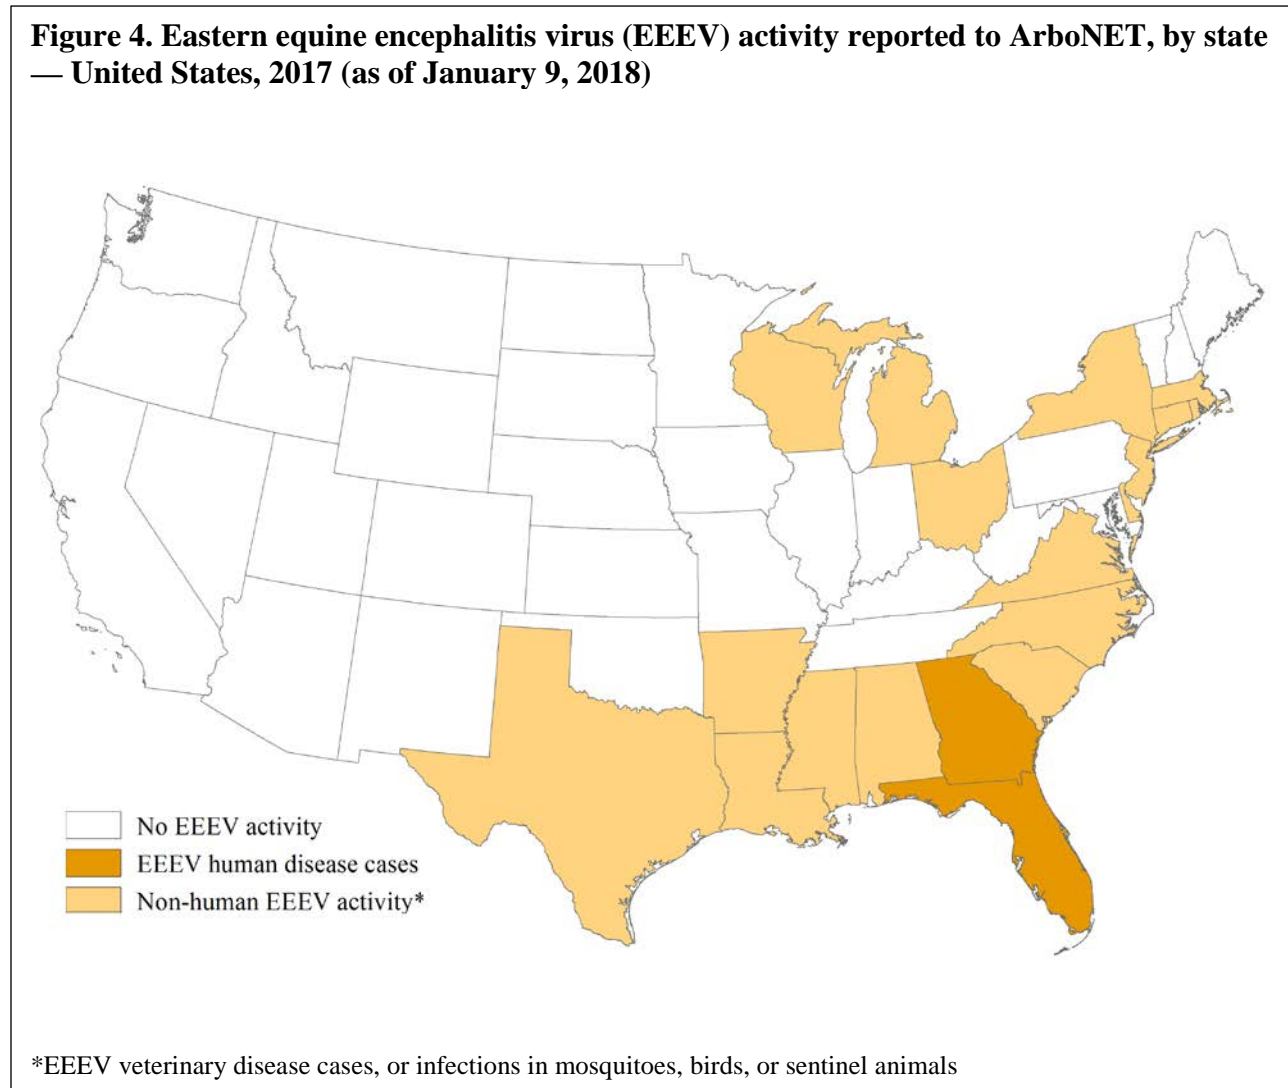 Figure 4. Eastern equine encephalitis virus (EEEV) activity reported to ArboNET, by state
— United States, 2017 (as of January 9, 2018)
No EEEV activity
EEEV human disease cases
Non-human EEEV activity*
*EEEV veterinary disease cases, or infections in mosquitoes, birds, or sentinel animals